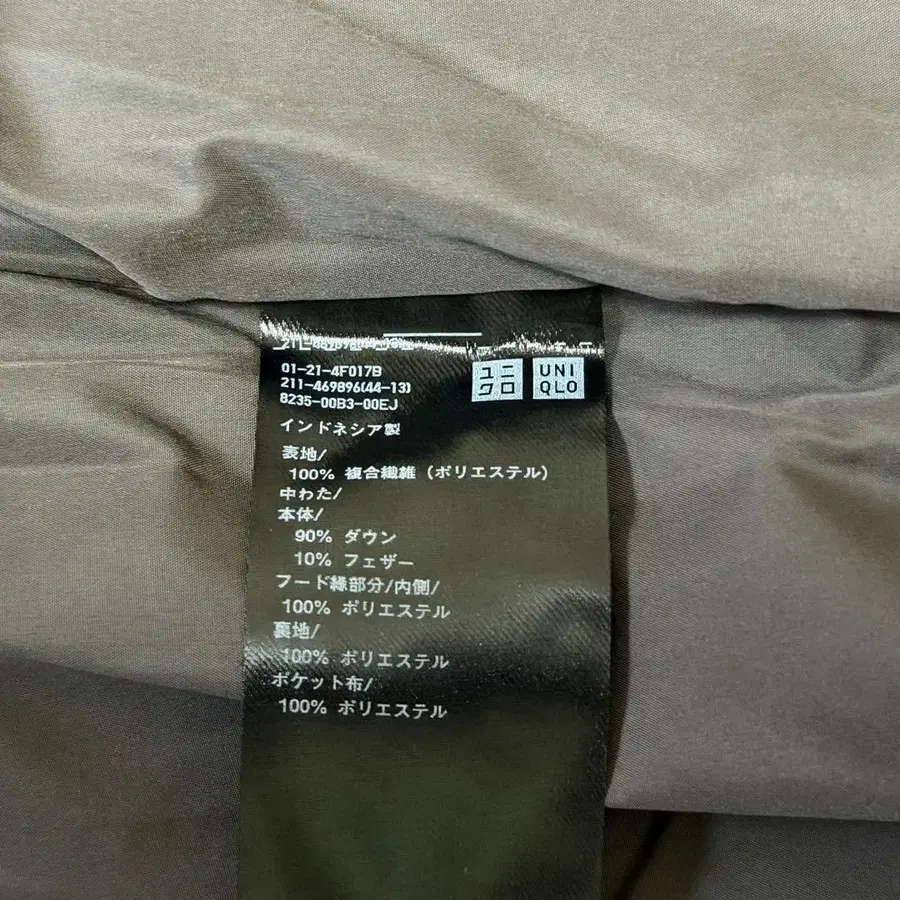 01-21-4F017B
211-469896(44-13)
8235-00B3-00EJ
ユニ
クロ
UNI
QLO
インドネシア製
表地/
100% 複合繊維 (ポリエステル)
中わた/
本体/
90% ダウン
10% フェザー
フード縁部分/内側/
100% ポリエステル
裏地/
100% ポリエステル
ポケット布/
100% ポリエステル